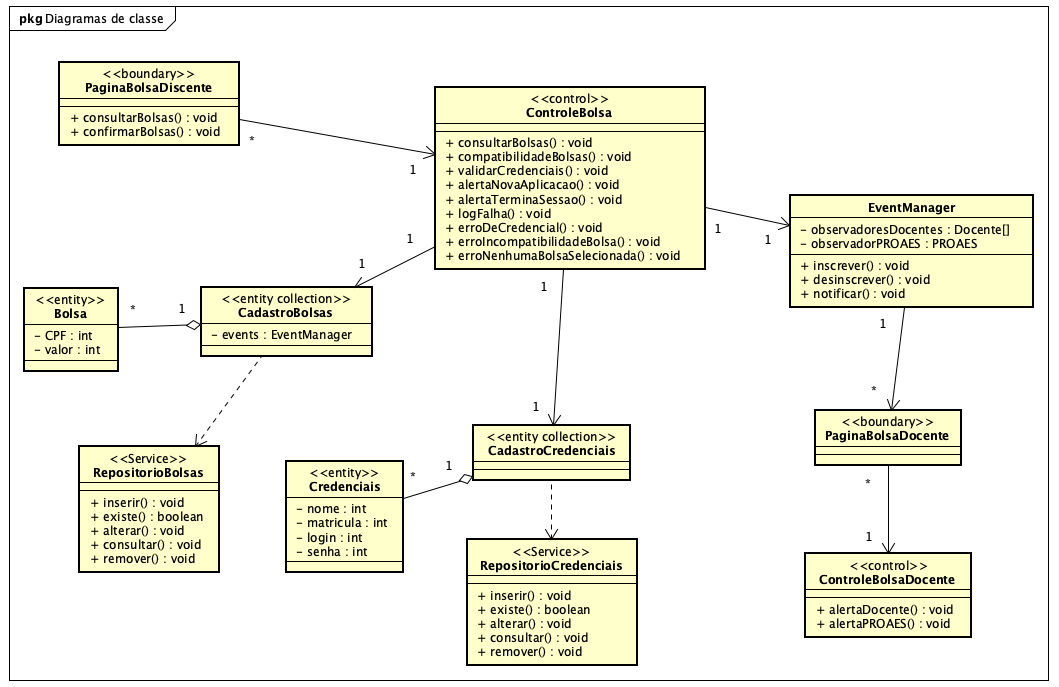 pkg Diagramas de classe
<<boundary>>
PaginaBolsaDiscente
+ consultarBolsas() : void
+ confirmarBolsas() : void
*
1
<<control>>
ControleBolsa
+ consultarBolsas() : void
+ compatibilidadeBolsas() : void
+ validarCredenciais() : void
+ alertaNovaAplicacao() : void
+ alertaTerminaSessao() : void
+ logFalha() : void
+ erroDeCredencial() : void
+ erroIncompatibilidadeBolsa() : void
+ erroNenhumaBolsaSelecionada() : void
1
1
EventManager
- observadoresDocentes : Docente[]
- observadorPROAES : PROAES
+ inscrever() : void
+ desinscrever() : void
+ notificar() : void
1
1
<<entity>>
Bolsa
- CPF : int
- valor : int
*
1
<<entity collection>>
CadastroBolsas
- events : EventManager
1
1
1
*
<<boundary>>
PaginaBolsaDocente
<<Service>>
RepositorioBolsas
+ inserir() : void
+ existe() : boolean
+ alterar() : void
+ consultar() : void
+ remover() : void
<<entity>>
Credenciais
- nome : int
- matricula : int
- login : int
- senha : int
*
1
<<entity collection>>
CadastroCredenciais
<<Service>>
RepositorioCredenciais
+ inserir() : void
+ existe() : boolean
+ alterar() : void
+ consultar() : void
+ remover() : void
*
1
<<control>>
ControleBolsaDocente
+ alertaDocente() : void
+ alertaPROAES() : void